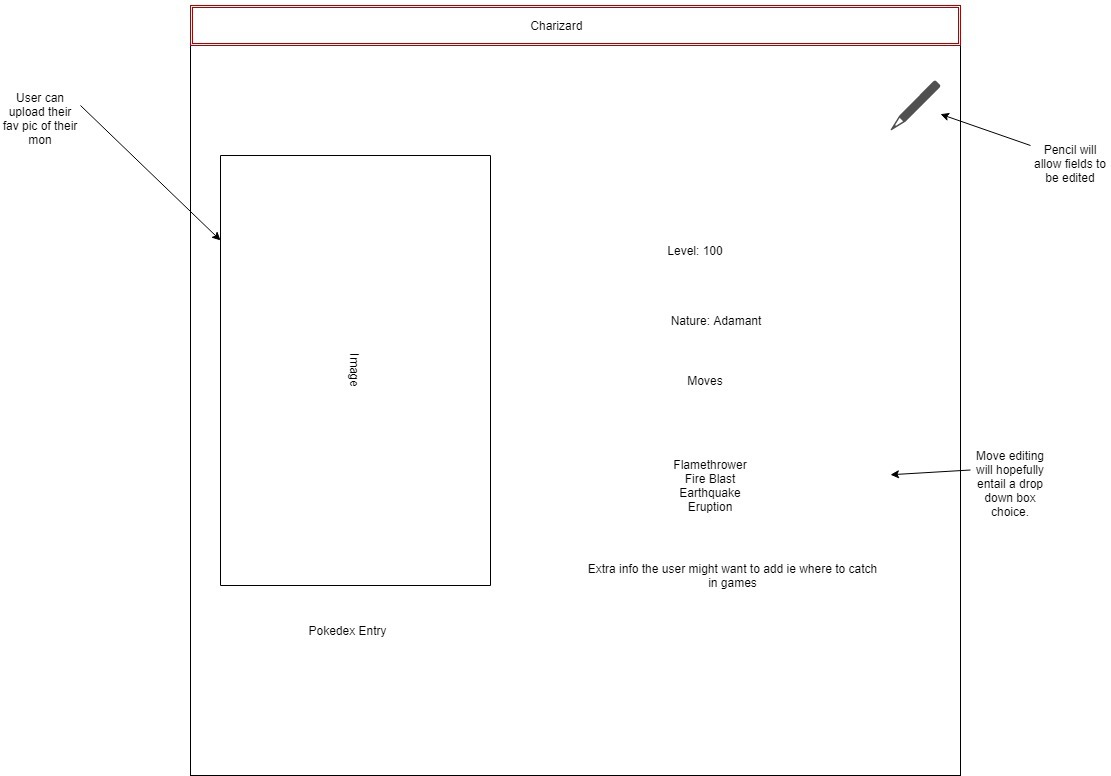 Charizard
User can
upload their
fav pic of their
mon
Pencil will
allow fields to
be edited
Level: 100
Nature: Adamant
Image
Moves
Flamethrower
Fire Blast
Earthquake
Eruption
Move editing
will hopefully
entail a drop
down box
choice.
Extra info the user might want to add ie where to catch
in games
Pokedex Entry